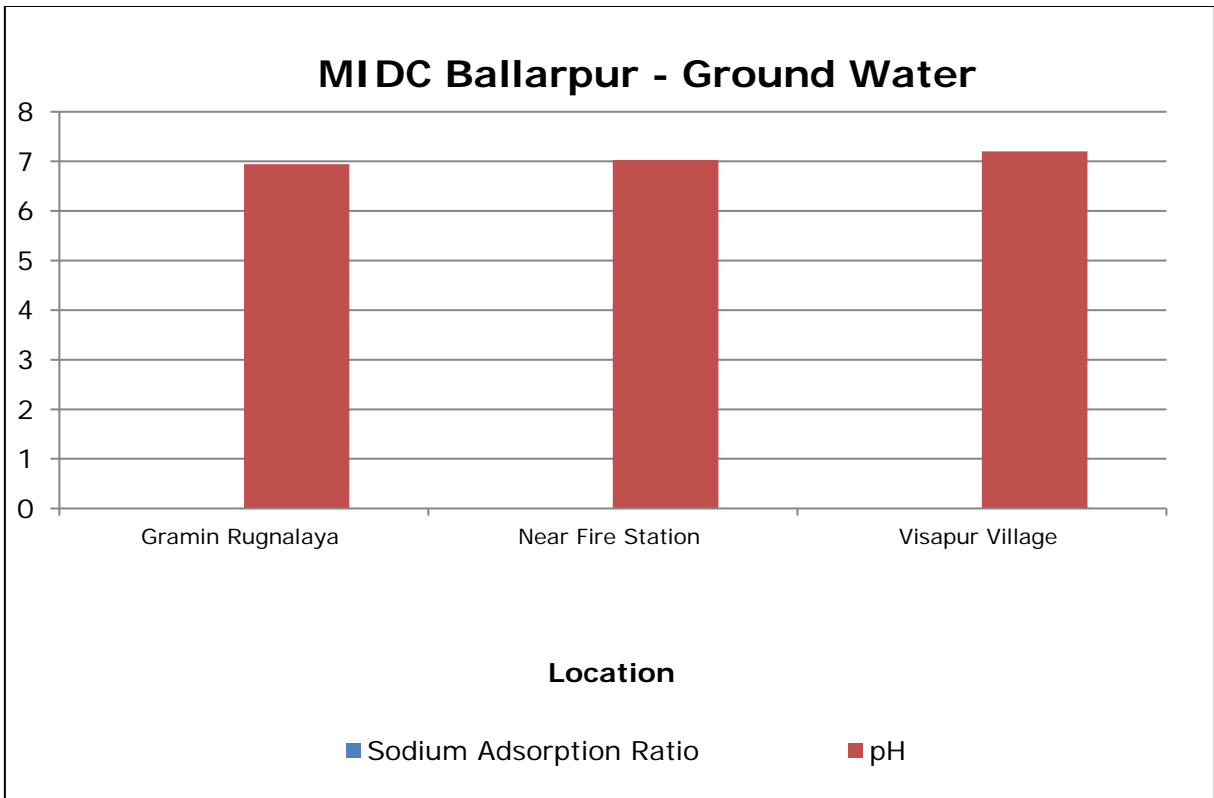 MIDC Ballarpur - Ground Water
8
7
6
5
4
3
2
1
0
Gramin Rugnalaya Near Fire Station Visapur Village
Location
Sodium Adsorption Ratio pH